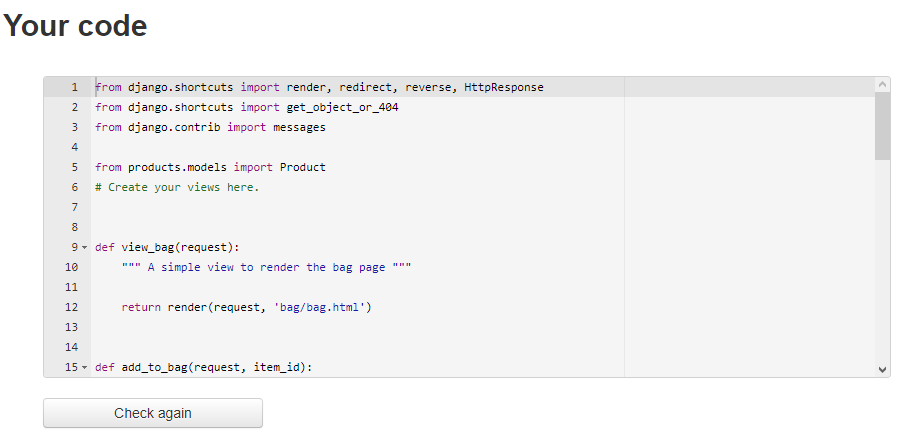 Your code
1 from django.shortcuts import render, redirect, reverse, HttpResponse
2 from django.shortcuts import get_object_or_404
3 from django.contrib import messages
4
5 from products.models import Product
6 # Create your views here.
7
8
9 def view_bag(request):
10     """ A simple view to render the bag page """
11
12     return render(request, 'bag/bag.html')
13
14
15 def add_to_bag(request, item_id):
Check again